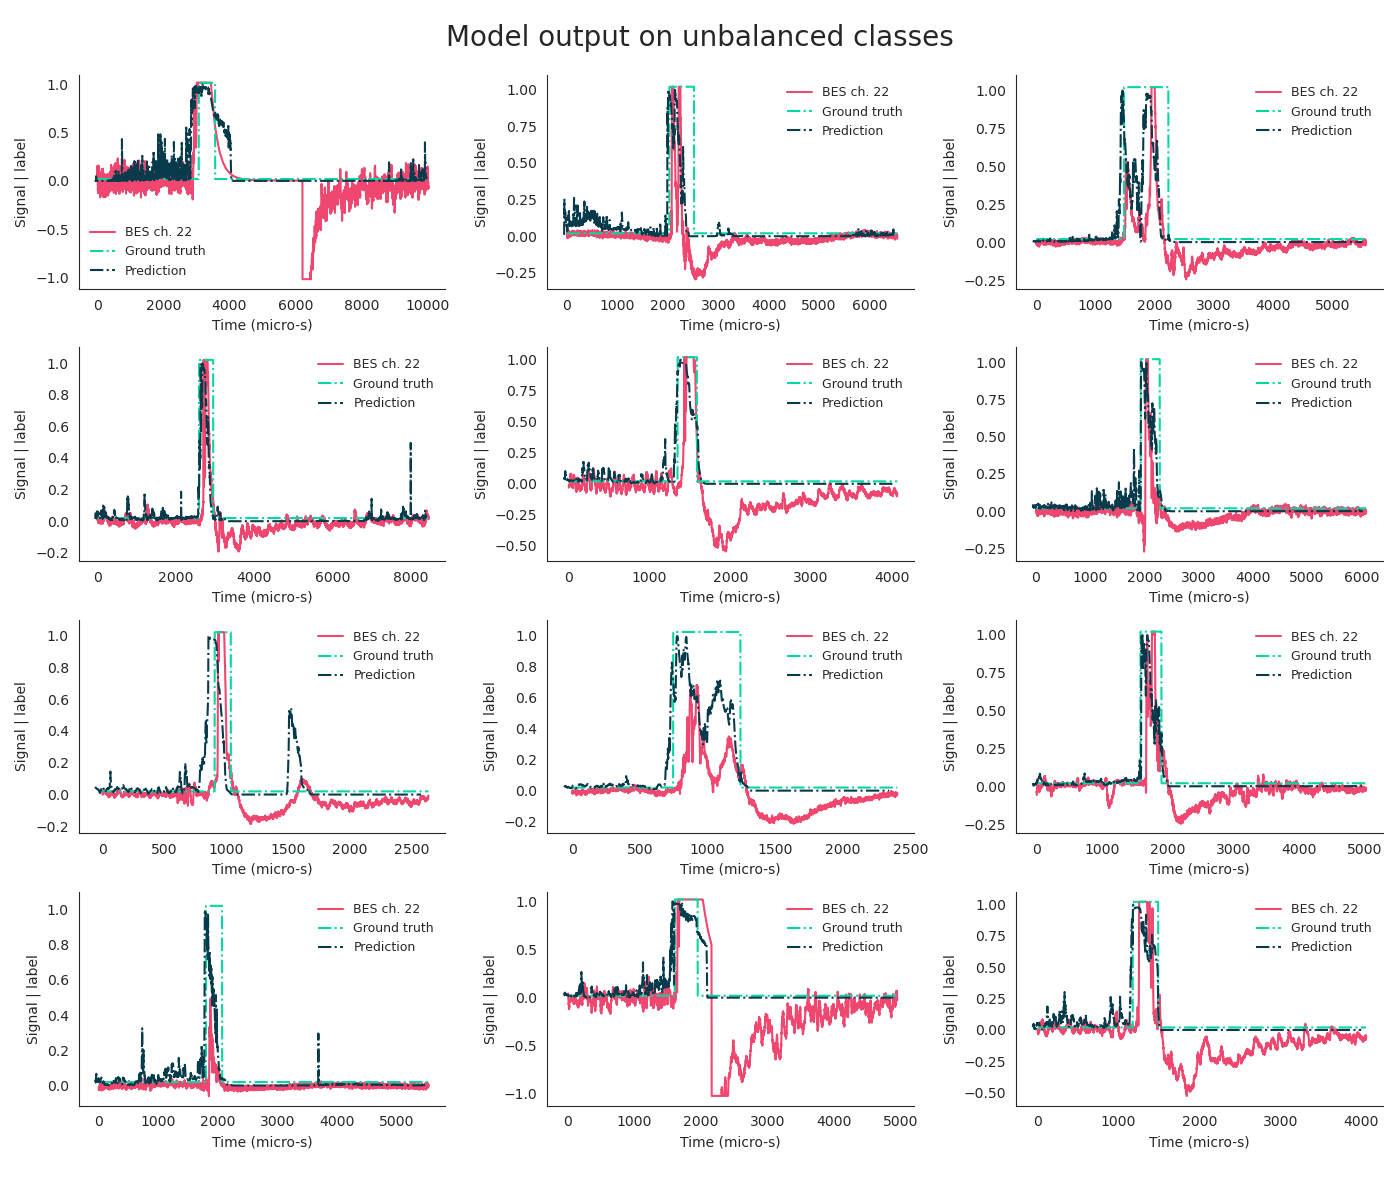 Model output on unbalanced classes
Signal | label
1.0
0.5
0.0
−0.5
−1.0
BES ch. 22
Ground truth
Prediction
0 2000 4000 6000 8000 10000
Time (micro-s)
Signal | label
1.00
0.75
0.50
0.25
0.00
−0.25
BES ch. 22
Ground truth
Prediction
0 1000 2000 3000 4000 5000 6000
Time (micro-s)
Signal | label
1.00
0.75
0.50
0.25
0.00
−0.25
BES ch. 22
Ground truth
Prediction
0 1000 2000 3000 4000 5000
Time (micro-s)
Signal | label
1.0
0.8
0.6
0.4
0.2
0.0
−0.2
BES ch. 22
Ground truth
Prediction
0 2000 4000 6000 8000
Time (micro-s)
Signal | label
1.00
0.75
0.50
0.25
0.00
−0.25
−0.50
BES ch. 22
Ground truth
Prediction
0 1000 2000 3000 4000
Time (micro-s)
Signal | label
1.00
0.75
0.50
0.25
0.00
−0.25
BES ch. 22
Ground truth
Prediction
0 1000 2000 3000 4000 5000 6000
Time (micro-s)
Signal | label
1.0
0.8
0.6
0.4
0.2
0.0
−0.2
BES ch. 22
Ground truth
Prediction
0 500 1000 1500 2000 2500
Time (micro-s)
Signal | label
1.0
0.8
0.6
0.4
0.2
0.0
−0.2
BES ch. 22
Ground truth
Prediction
0 500 1000 1500 2000 2500
Time (micro-s)
Signal | label
1.00
0.75
0.50
0.25
0.00
−0.25
BES ch. 22
Ground truth
Prediction
0 1000 2000 3000 4000 5000
Time (micro-s)
Signal | label
1.0
0.8
0.6
0.4
0.2
0.0
BES ch. 22
Ground truth
Prediction
0 1000 2000 3000 4000 5000
Time (micro-s)
Signal | label
1.0
0.5
0.0
−0.5
−1.0
BES ch. 22
Ground truth
Prediction
0 1000 2000 3000 4000 5000
Time (micro-s)
Signal | label
1.00
0.75
0.50
0.25
0.00
−0.25
−0.50
BES ch. 22
Ground truth
Prediction
0 1000 2000 3000 4000
Time (micro-s)